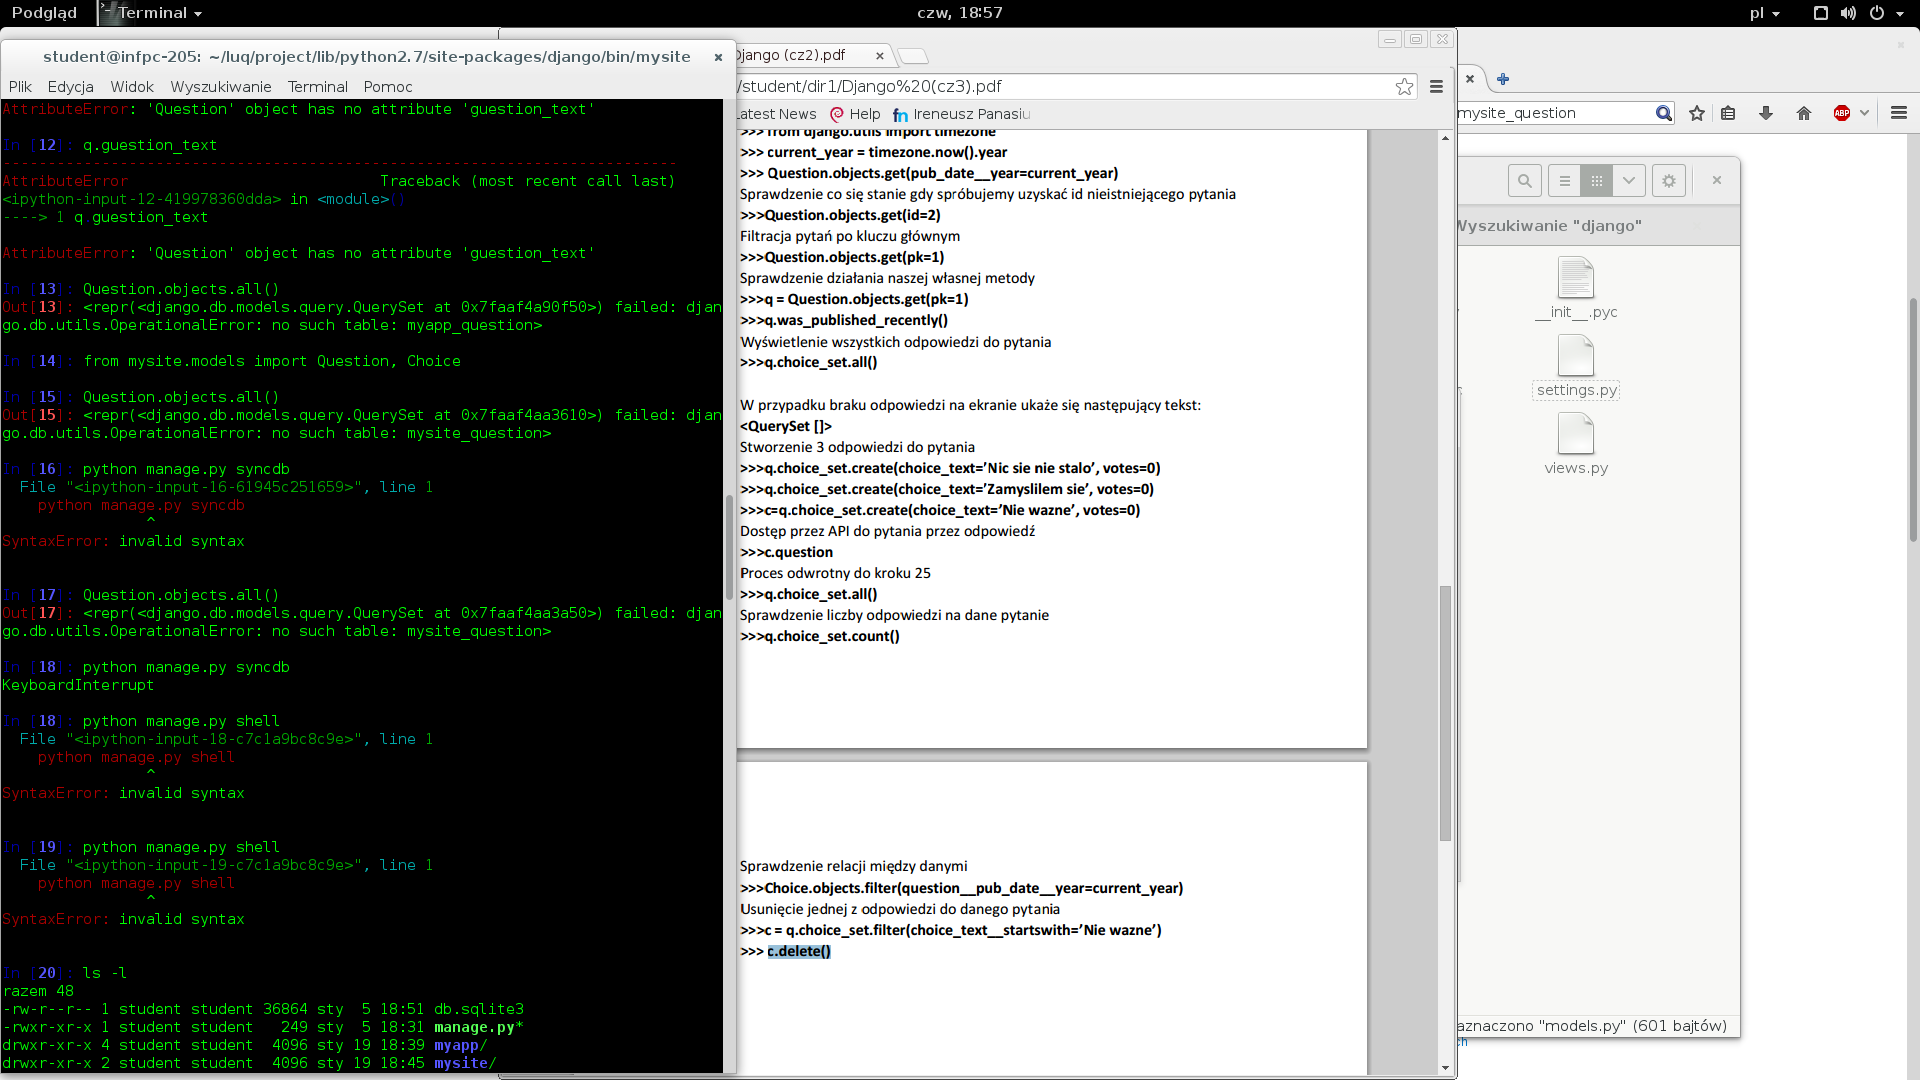 Podgląd
Terminal
czw, 18:57
pl
student@infpc-205: ~/luq/project/lib/python2.7/site-packages/django/bin/mysite
Plik Edycja Widok Wyszukiwanie Terminal Pomoc
AttributeError: 'Question' object has no attribute 'guestion_text'
In [12]: q.guestion_text
---------------------------------------------------------------------------
AttributeError Traceback (most recent call last)
<ipython-input-12-419978360dda> in <module>()
----> 1 q.guestion_text
AttributeError: 'Question' object has no attribute 'guestion_text'
In [13]: Question.objects.all()
Out[13]: <repr(<django.db.models.query.QuerySet at 0x7faaf4a90f50>) failed: djan
go.db.utils.OperationalError: no such table: myapp_question>
In [14]: from mysite.models import Question, Choice
In [15]: Question.objects.all()
Out[15]: <repr(<django.db.models.query.QuerySet at 0x7faaf4aa3610>) failed: djan
go.db.utils.OperationalError: no such table: mysite_question>
In [16]: python manage.py syncdb
File "<ipython-input-16-61945c251659>", line 1
python manage.py syncdb
^
SyntaxError: invalid syntax
In [17]: Question.objects.all()
Out[17]: <repr(<django.db.models.query.QuerySet at 0x7faaf4aa3a50>) failed: djan
go.db.utils.OperationalError: no such table: mysite_question>
In [18]: python manage.py syncdb
KeyboardInterrupt
In [18]: python manage.py shell
File "<ipython-input-18-c7c1a9bc8c9e>", line 1
python manage.py shell
^
SyntaxError: invalid syntax
In [19]: python manage.py shell
File "<ipython-input-19-c7c1a9bc8c9e>", line 1
python manage.py shell
^
SyntaxError: invalid syntax
In [20]: ls -l
razem 48
-rw-r--r-- 1 student student 36864 sty 5 18:51 db.sqlite3
-rwxr-xr-x 1 student student 249 sty 5 18:31 manage.py*
drwxr-xr-x 4 student student 4096 sty 19 18:39 myapp/
drwxr-xr-x 2 student student 4096 sty 19 18:45 mysite/
Django (cz2).pdf
/student/dir1/Django%20(cz3).pdf
Latest News Help fn Ireneusz Panasiu
>>> from django.utils import timezone
>>> current_year = timezone.now().year
>>> Question.objects.get(pub_date__year=current_year)
Sprawdzenie co się stanie gdy spróbujemy uzyskać id nieistniejącego pytania
>>>Question.objects.get(id=2)
Filtracja pytań po kluczu głównym
>>>Question.objects.get(pk=1)
Sprawdzenie działania naszej własnej metody
>>>q = Question.objects.get(pk=1)
>>>q.was_published_recently()
Wyświetlenie wszystkich odpowiedzi do pytania
>>>q.choice_set.all()
W przypadku braku odpowiedzi na ekranie ukaże się następujący tekst:
<QuerySet []>
Stworzenie 3 odpowiedzi do pytania
>>>q.choice_set.create(choice_text=’Nic sie nie stalo’, votes=0)
>>>q.choice_set.create(choice_text=’Zamyslilem sie’, votes=0)
>>>c=q.choice_set.create(choice_text=’Nie wazne’, votes=0)
Dostęp przez API do pytania przez odpowiedź
>>>c.question
Proces odwrotny do kroku 25
>>>q.choice_set.all()
Sprawdzenie liczby odpowiedzi na dane pytanie
>>>q.choice_set.count()
Sprawdzenie relacji między danymi
>>>Choice.objects.filter(question__pub_date__year=current_year)
Usunięcie jednej z odpowiedzi do danego pytania
>>>c = q.choice_set.filter(choice_text__startswith=’Nie wazne’)
>>> c.delete()
mysite_question
ABP
Wyszukiwanie "django"
__init__.pyc
settings.py
views.py
aznaczono "models.py" (601 bajtów)
ch